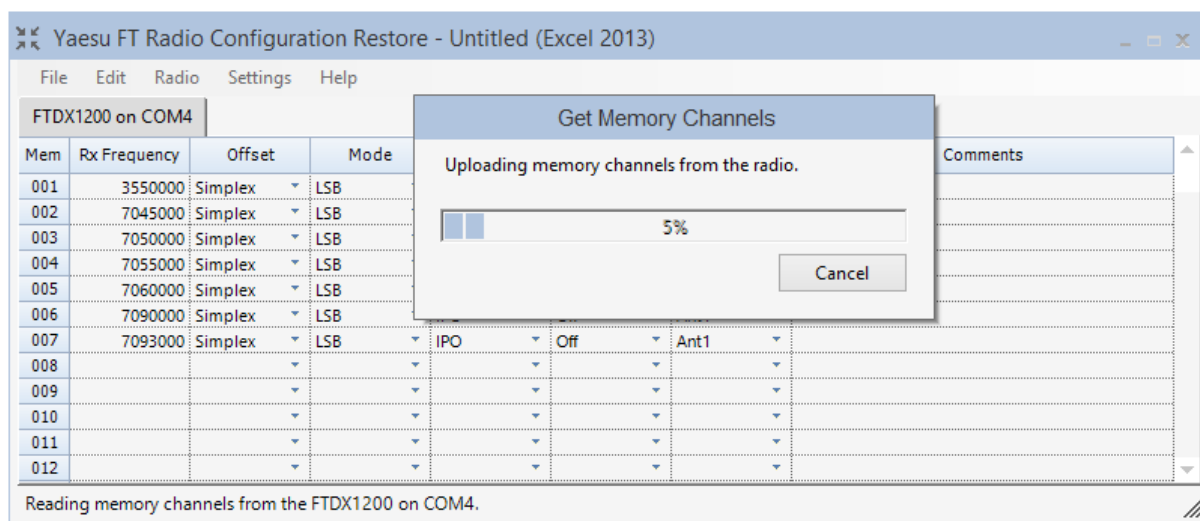 Yaesu FT Radio Configuration Restore - Untitled (Excel 2013)
File Edit Radio Settings Help
FTDX1200 on COM4
Get Memory Channels
Uploading memory channels from the radio.
5%
Cancel
Mem Rx Frequency Offset Mode Comments
001 3550000 Simplex LSB
002 7045000 Simplex LSB
003 7050000 Simplex LSB
004 7055000 Simplex LSB
005 7060000 Simplex LSB
006 7090000 Simplex LSB
007 7093000 Simplex LSB IPO Off Ant1
008
009
010
011
012
Reading memory channels from the FTDX1200 on COM4.